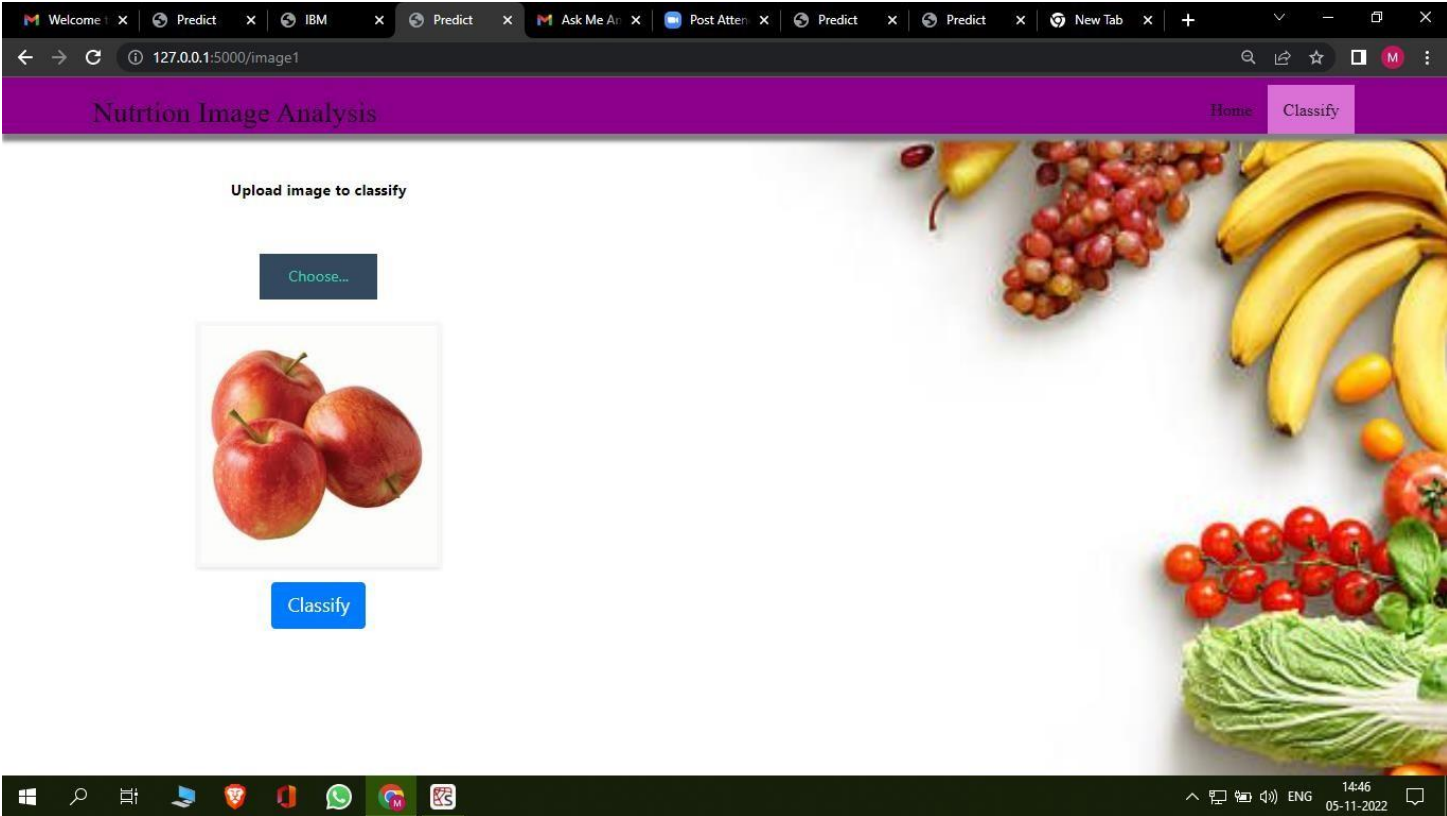 Welcome t
Predict
IBM
Predict
Ask Me An
Post Atten
Predict
Predict
New Tab
127.0.0.1:5000/image1
M
Nutrtion Image Analysis
Home
Classify
Upload image to classify
Choose...
Classify
ENG
14:46
05-11-2022